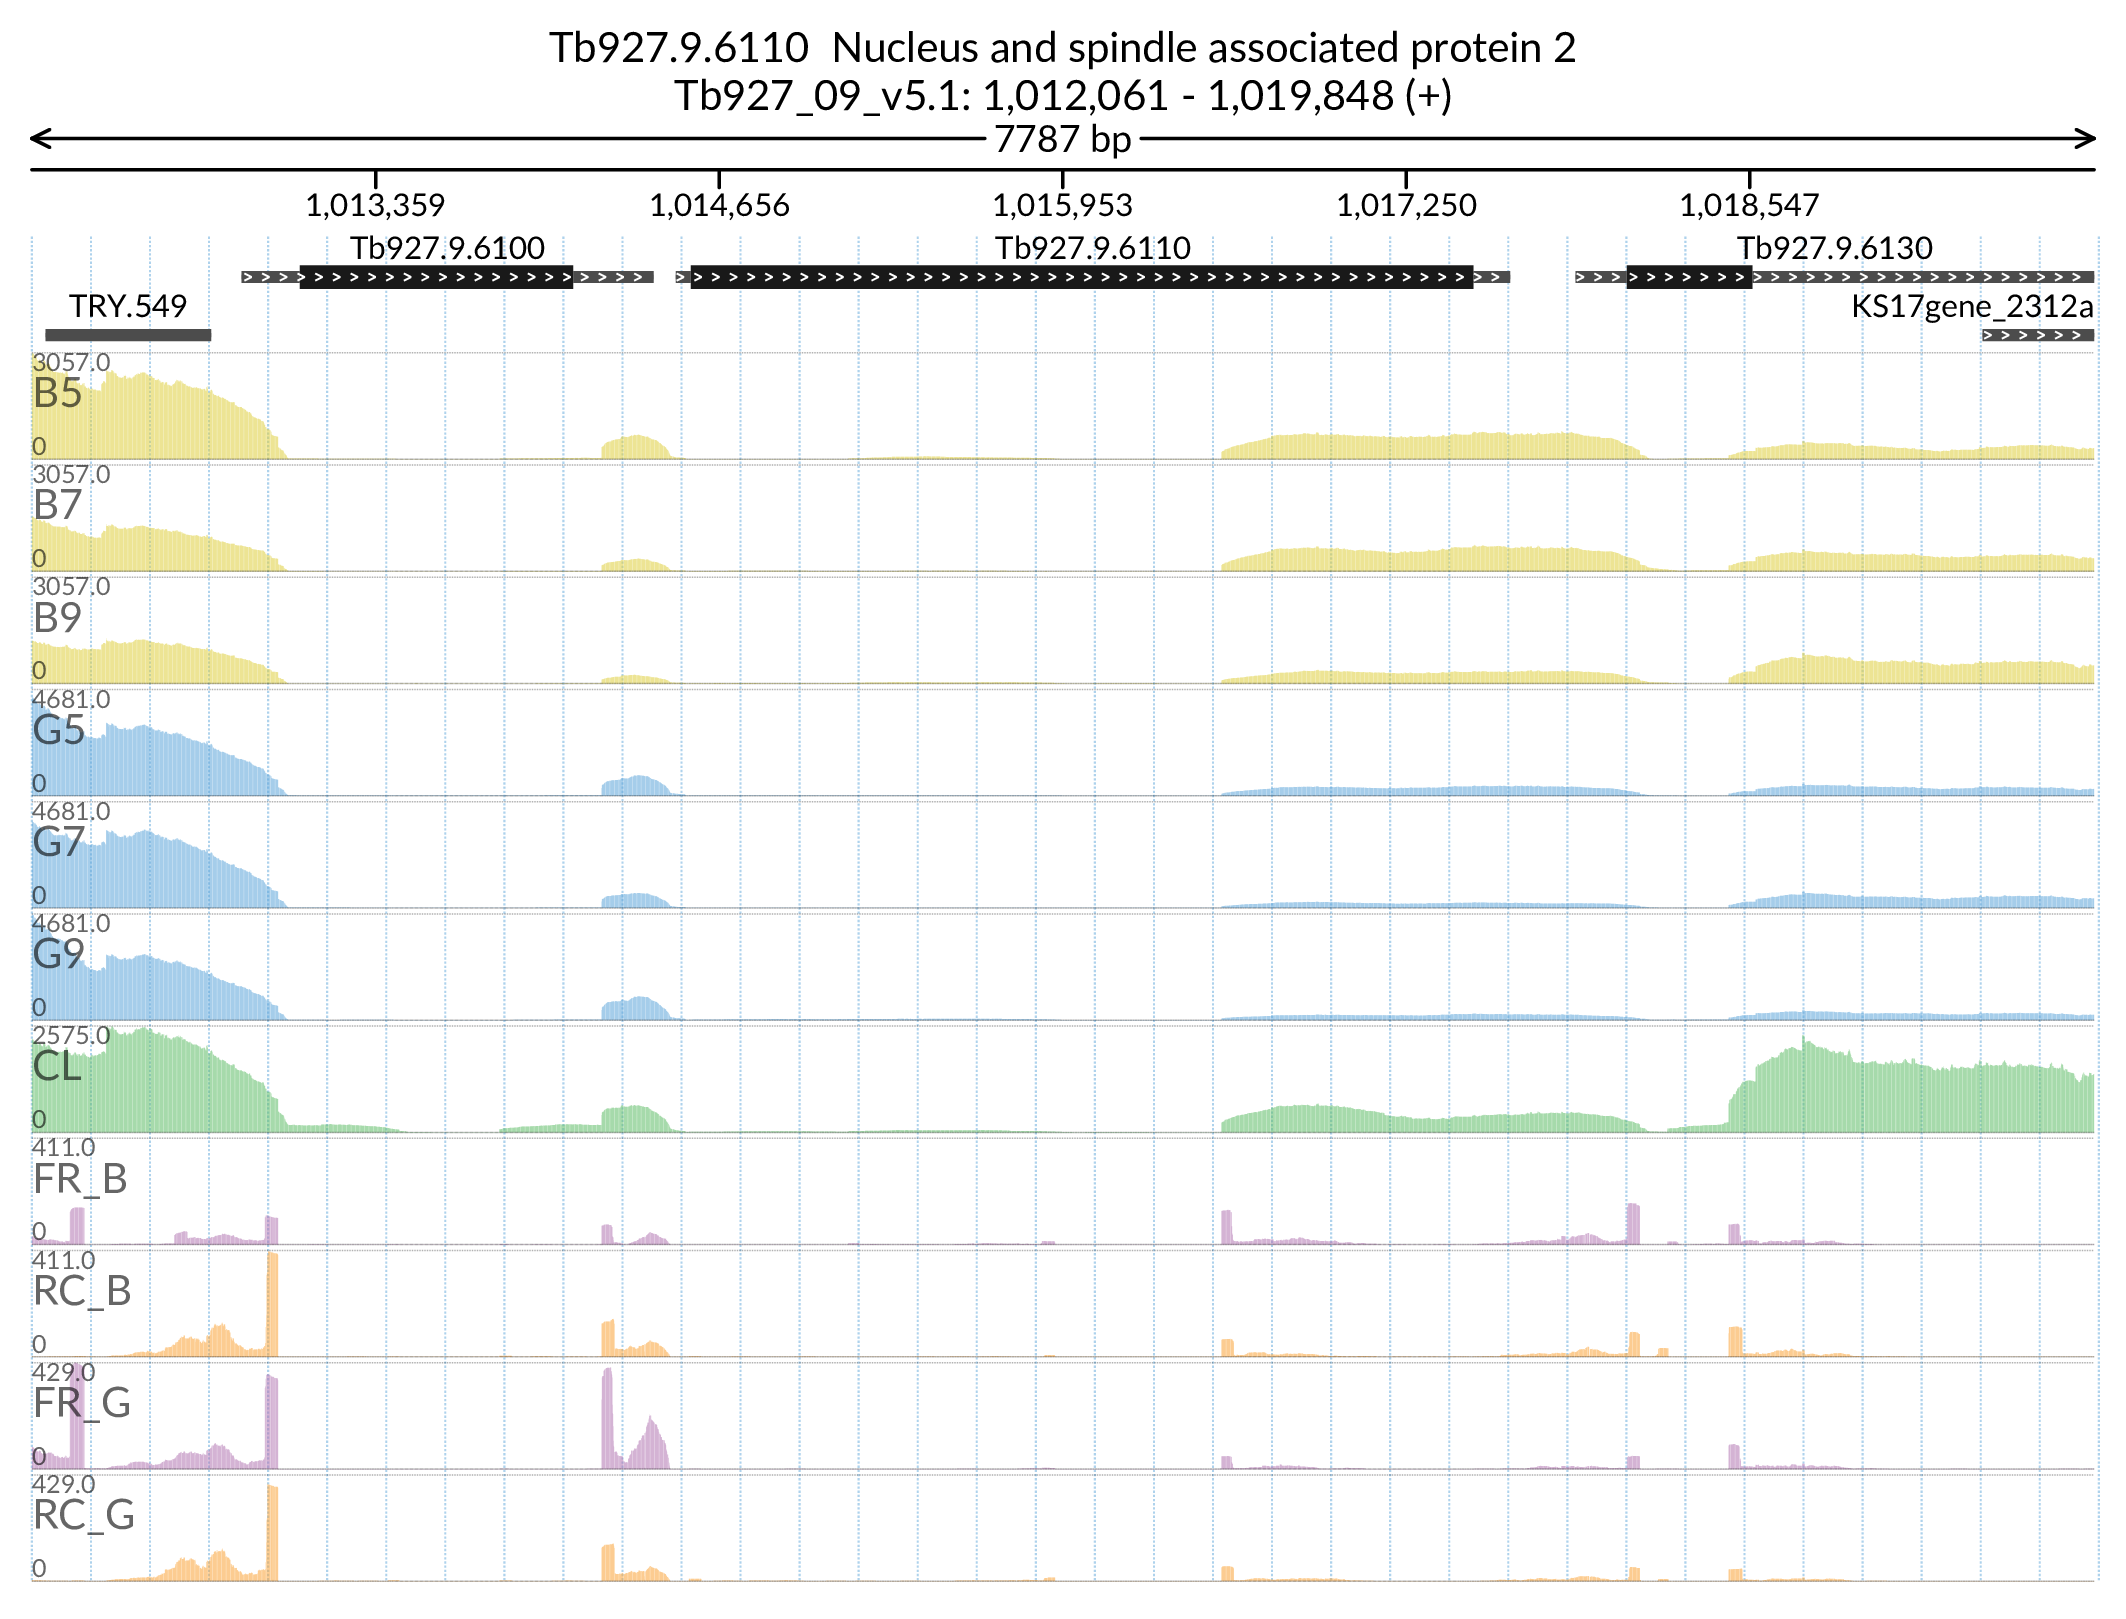 Tb927.9.6110  Nucleus and spindle associated protein 2
Tb927_09_v5.1: 1,012,061 - 1,019,848 (+)
7787 bp
1,013,359 1,014,656 1,015,953 1,017,250 1,018,547
Tb927.9.6100 Tb927.9.6110 Tb927.9.6130
TRY.549 KS17gene_2312a
3057.0
B5
0
3057.0
B7
0
3057.0
B9
0
4681.0
G5
0
4681.0
G7
0
4681.0
G9
0
2575.0
CL
0
411.0
FR_B
0
411.0
RC_B
0
429.0
FR_G
0
429.0
RC_G
0